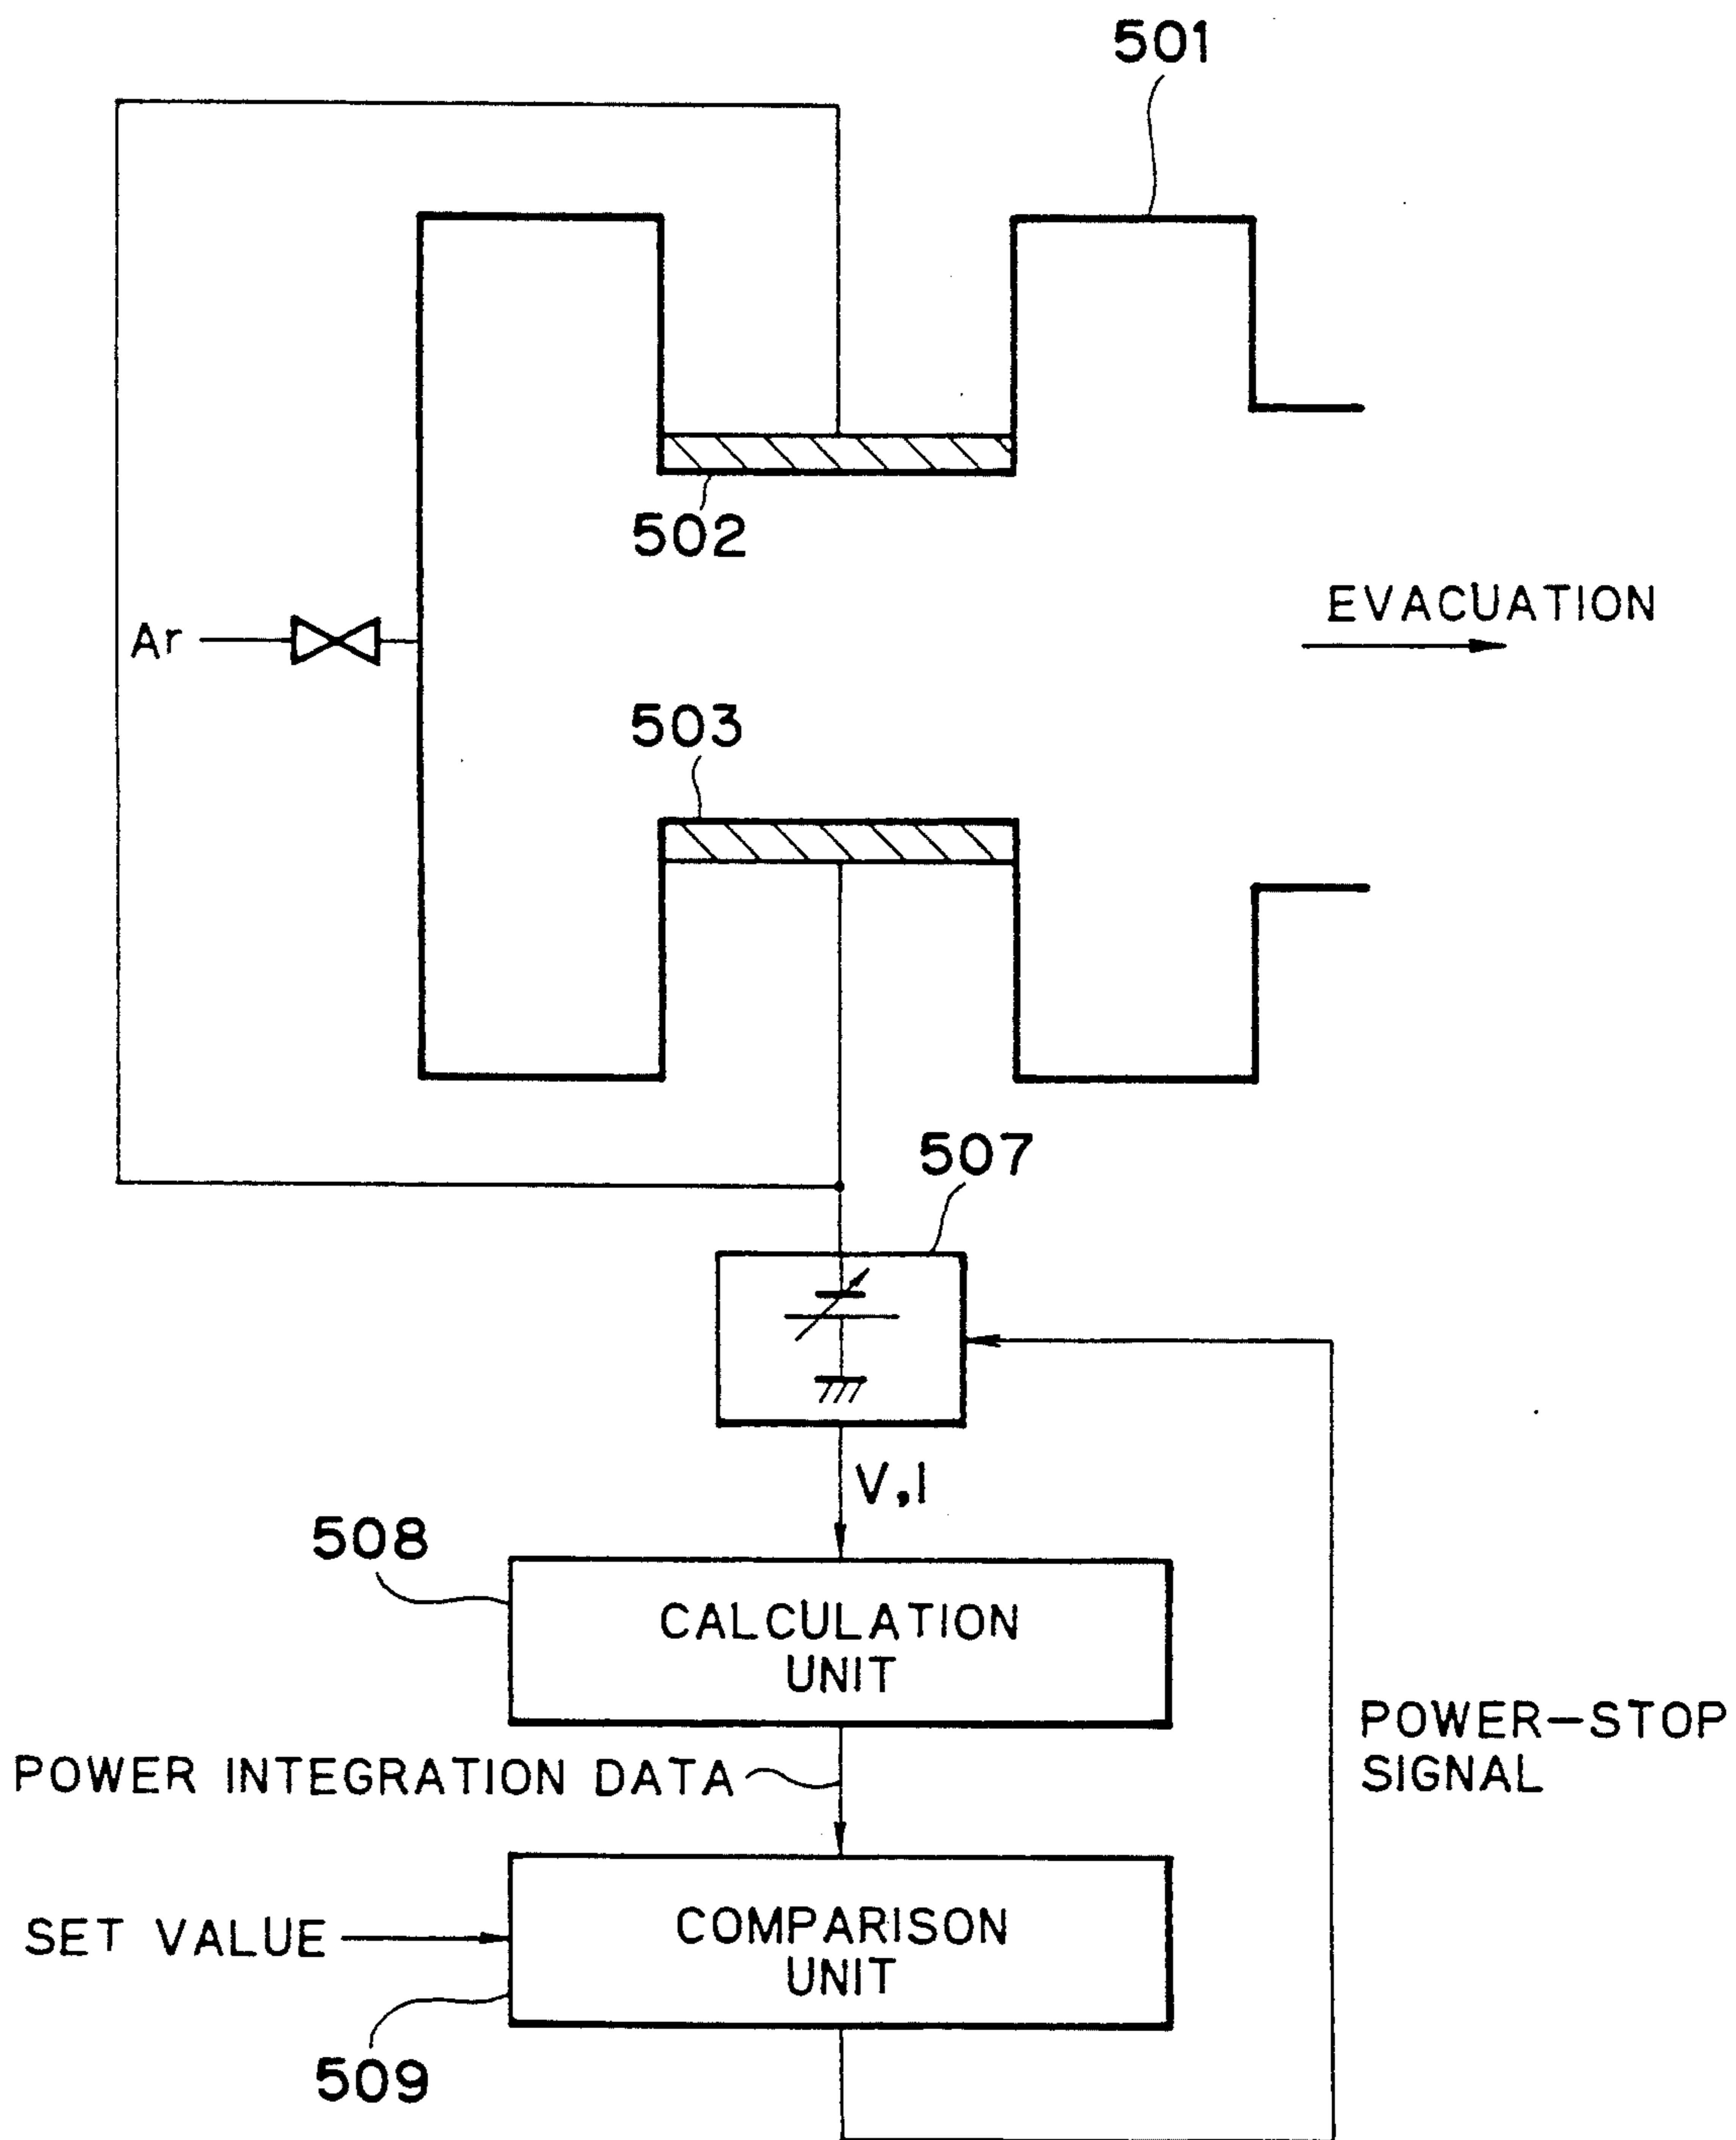 501
502
Ar
EVACUATION
503
507
V,I
508
CALCULATION
UNIT
POWER-STOP
SIGNAL
POWER INTEGRATION DATA
SET VALUE
COMPARISON
UNIT
509